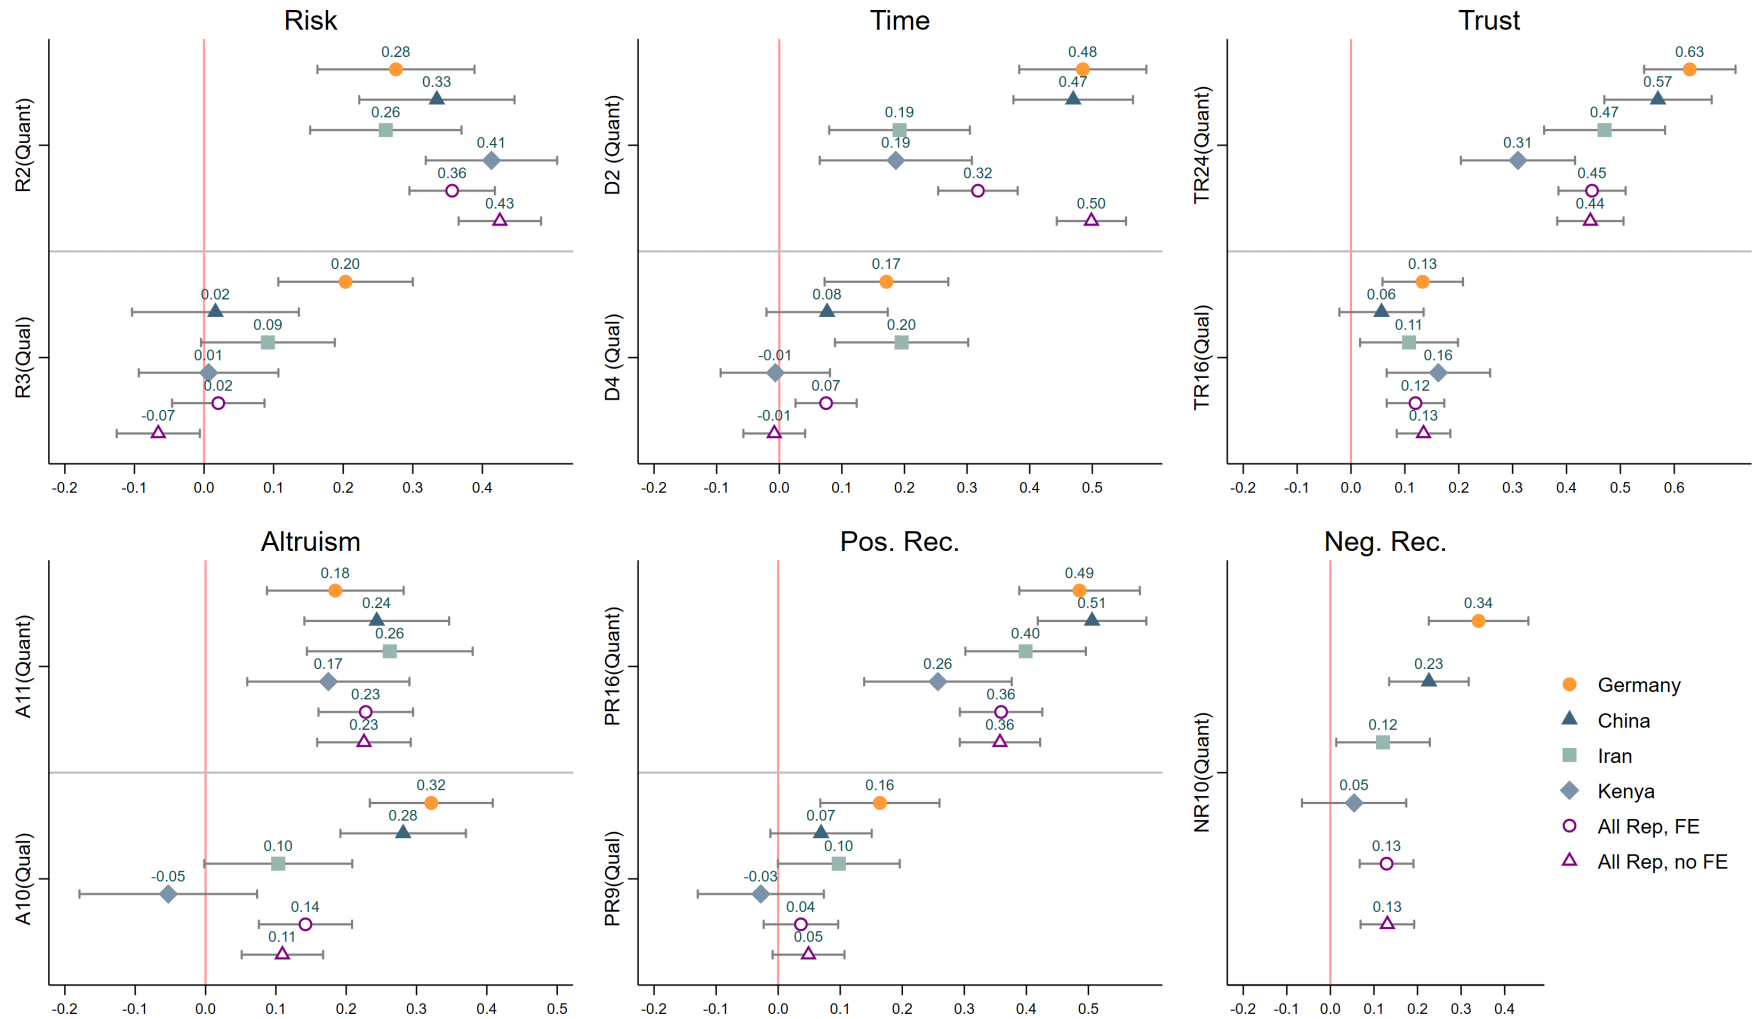 Risk
R2(Quant)
0.28
0.33
0.26
0.41
0.36
0.43
R3(Qual)
0.20
0.02
0.09
0.01
0.02
-0.07
-0.2 -0.1 0.0 0.1 0.2 0.3 0.4
Time
D2 (Quant)
0.48
0.47
0.19
0.19
0.32
0.50
D4 (Qual)
0.17
0.08
0.20
-0.01
0.07
-0.01
-0.2 -0.1 0.0 0.1 0.2 0.3 0.4 0.5
Trust
TR24(Quant)
0.63
0.57
0.47
0.31
0.45
0.44
TR16(Qual)
0.13
0.06
0.11
0.16
0.12
0.13
-0.2 -0.1 0.0 0.1 0.2 0.3 0.4 0.5 0.6
Altruism
A11(Quant)
0.18
0.24
0.26
0.17
0.23
0.23
A10(Qual)
0.32
0.28
0.10
-0.05
0.14
0.11
-0.2 -0.1 0.0 0.1 0.2 0.3 0.4 0.5
Pos. Rec.
PR16(Quant)
0.49
0.51
0.40
0.26
0.36
0.36
PR9(Qual)
0.16
0.07
0.10
-0.03
0.04
0.05
-0.2 -0.1 0.0 0.1 0.2 0.3 0.4 0.5
Neg. Rec.
NR10(Quant)
0.34
0.23
0.12
0.05
0.13
0.13
-0.2 -0.1 0.0 0.1 0.2 0.3 0.4
Germany
China
Iran
Kenya
All Rep, FE
All Rep, no FE